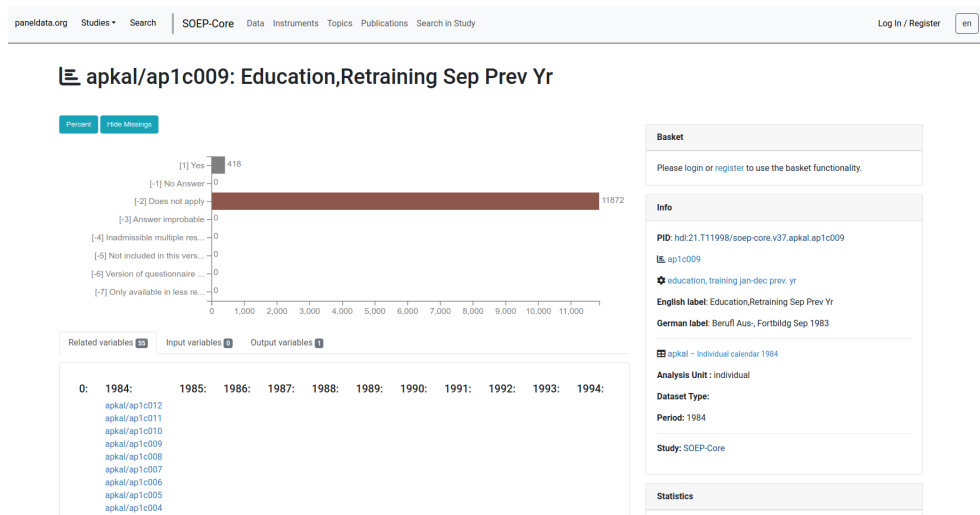 paneldata.org Studies Search SOEP-Core Data Instruments Topics Publications Search in Study Log In / Register en
apkal/ap1c009: Education,Retraining Sep Prev Yr
Percent Hide Missings
[1] Yes 418
[-1] No Answer 0
[-2] Does not apply 11872
[-3] Answer improbable 0
[-4] Inadmissible multiple res... 0
[-5] Not included in this vers... 0
[-6] Version of questionnaire ... 0
[-7] Only available in less re... 0
0 1,000 2,000 3,000 4,000 5,000 6,000 7,000 8,000 9,000 10,000 11,000
Related variables 55 Input variables 0 Output variables 1
0: 1984: 1985: 1986: 1987: 1988: 1989: 1990: 1991: 1992: 1993: 1994:
apkal/ap1c012
apkal/ap1c011
apkal/ap1c010
apkal/ap1c009
apkal/ap1c008
apkal/ap1c007
apkal/ap1c006
apkal/ap1c005
apkal/ap1c004
Basket
Please login or register to use the basket functionality.
Info
PID: hdl:21.T11998/soep-core.v37.apkal.ap1c009
ap1c009
education, training jan-dec prev. yr
English label: Education,Retraining Sep Prev Yr
German label: Berufl Aus-, Fortbildg Sep 1983
apkal – Individual calendar 1984
Analysis Unit : individual
Dataset Type:
Period: 1984
Study: SOEP-Core
Statistics